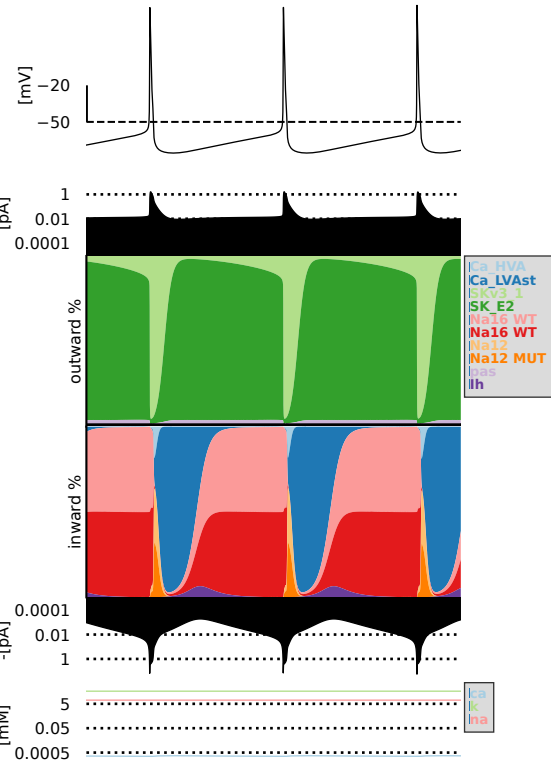 [mV]
−20
−50
[pA]
1
0.01
0.0001
outward %
Ca_HVA
Ca_LVAst
SKv3_1
SK_E2
Na16 WT
Na16 WT
Na12
Na12 MUT
pas
Ih
inward %
-[pA]
0.0001
0.01
1
[mM]
5
0.05
0.0005
ca
k
na